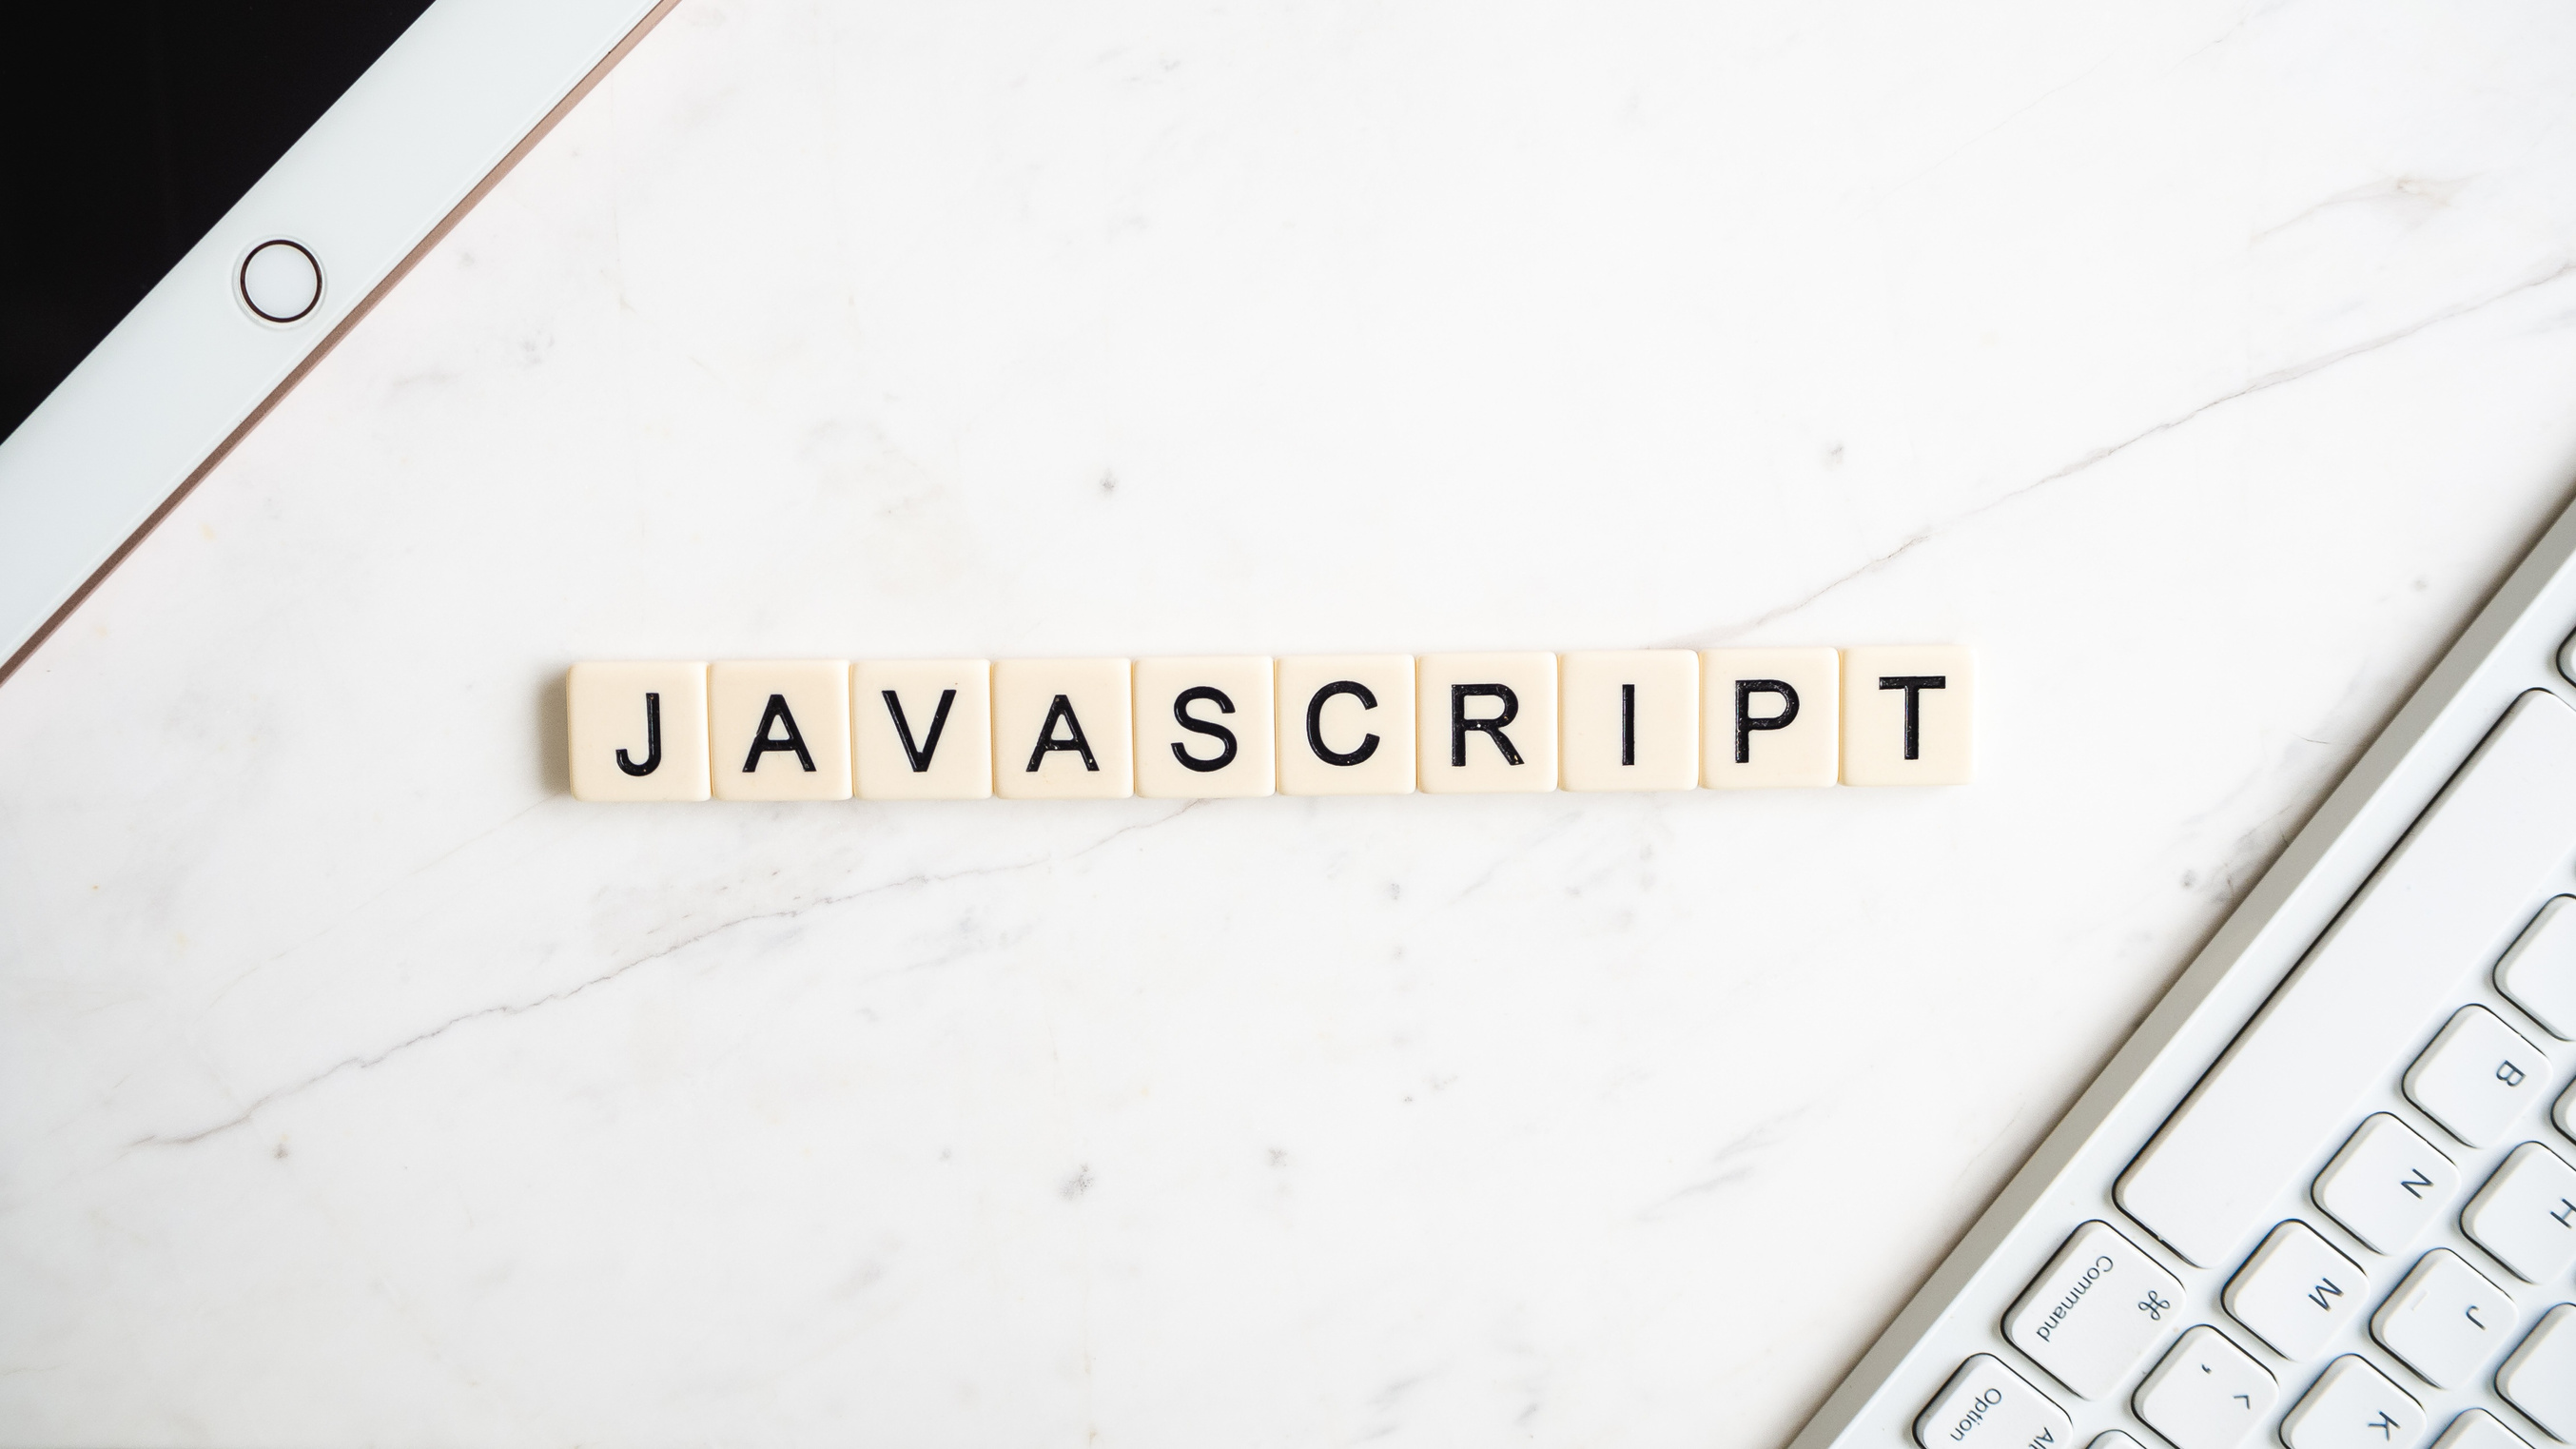 JAVASCRIPT
B
N
H
M
J
Command ⌘
, <
K
Option